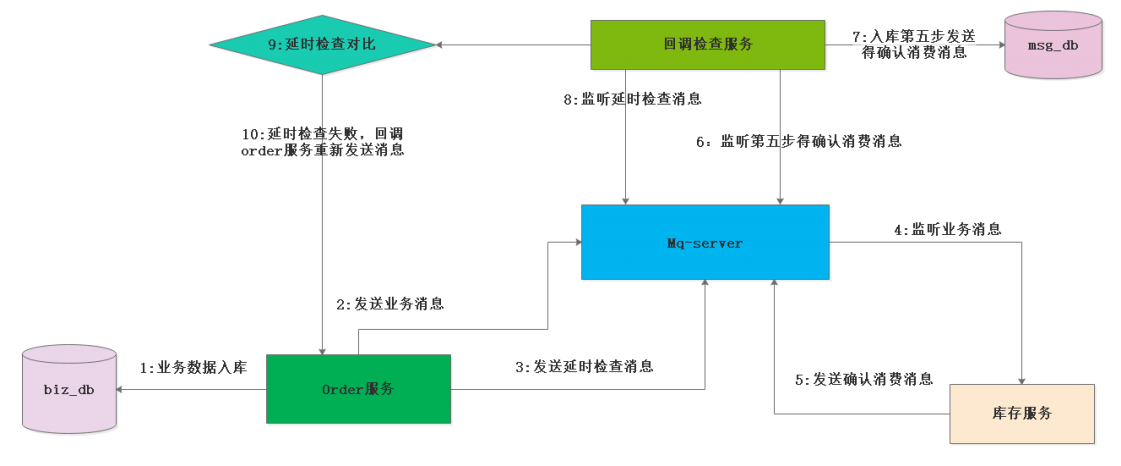 9:延时检查对比
回调检查服务
7:入库第五步发送
得确认消费消息
msg_db
8:监听延时检查消息
10:延时检查失败，回调
order服务重新发送消息
6：监听第五步得确认消费消息
Mq-server
4:监听业务消息
2:发送业务消息
1:业务数据入库
3:发送延时检查消息
5:发送确认消费消息
biz_db
Order服务
库存服务